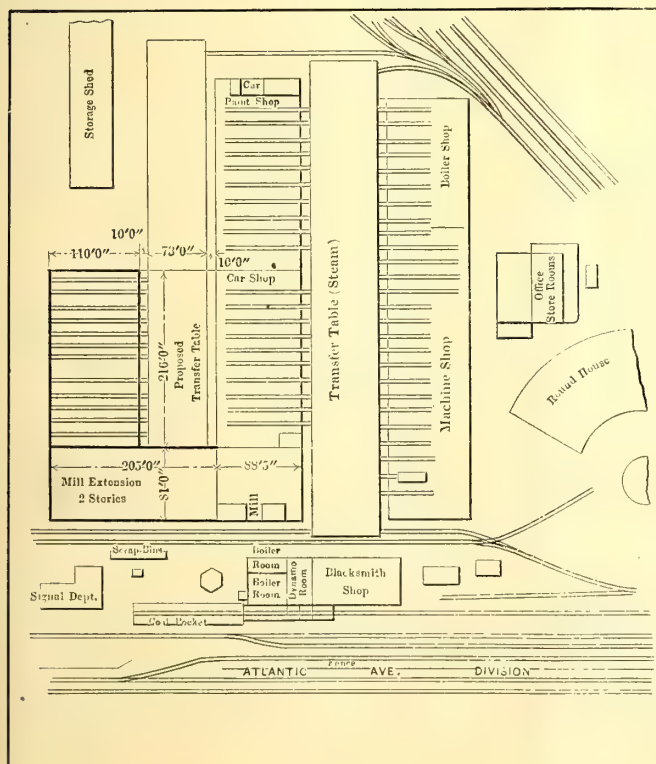 Storage Shed
Car
Paint Shop
Boiler Shop
10'0"
110'0"
73'0"
10'0"
Car Shop
Transfer Table (Steam)
Office
Store Rooms
216'0"
Proposed
Transfer Table
Machine Shop
Round House
205'0"
88'5"
Mill Extension
2 Stories
81'0"
Mill
Scrap Bins
Boiler
Room
Boiler
Room
Dynamo
Room
Blacksmith
Shop
Signal Dept.
Coal Pocket
Fence
ATLANTIC AVE. DIVISION